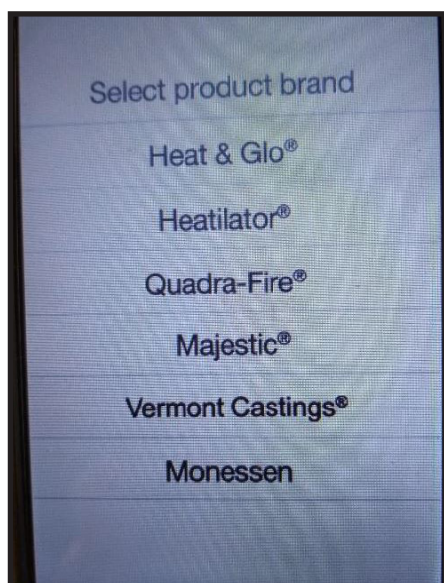 Select product brand
Heat & Glo®
Heatilator®
Quadra-Fire®
Majestic®
Vermont Castings®
Monessen